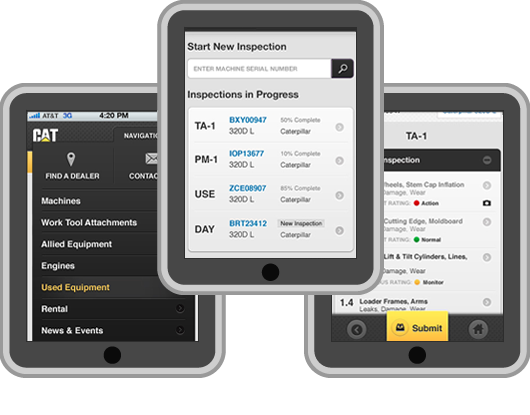 Start New Inspection
ENTER MACHINE SERIAL NUMBER
Inspections in Progress
TA-1 BXY00947 50% Complete
320D L Caterpillar
PM-1 IOP13677 10% Complete
320D L Caterpillar
USE ZCE08907 85% Complete
320D L Caterpillar
DAY BRT23412 New Inspection
320D L Caterpillar
AT&T 3G 4:20 PM
CAT NAVIGATIO
FIND A DEALER CONTAC
Machines
Work Tool Attachments
Allied Equipment
Engines
Used Equipment
Rental
News & Events
TA-1
nspection
heels, Stem Cap Inflation
Damage, Wear
RATING: Action
Cutting Edge, Moldboard
Damage, Wear
RATING: Normal
Lift & Tilt Cylinders, Lines,
Damage, Wear
RATING: Monitor
1.4 Loader Frames, Arms
Leaks, Damage, Wear
Submit